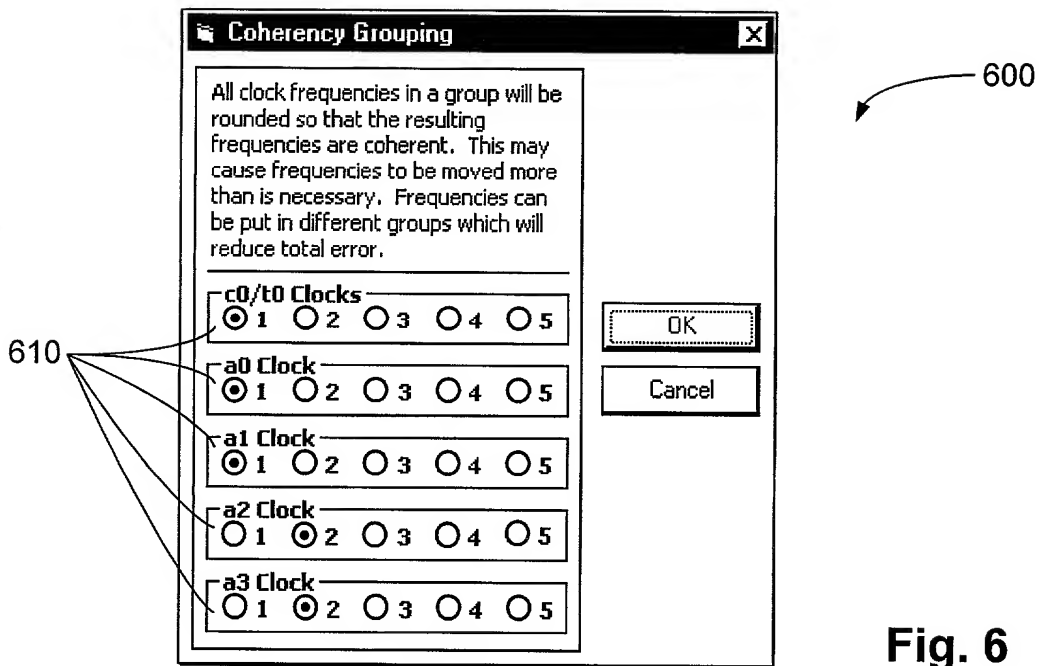 Coherency Grouping
600
All clock frequencies in a group will be
rounded so that the resulting
frequencies are coherent. This may
cause frequencies to be moved more
than is necessary. Frequencies can
be put in different groups which will
reduce total error.
c0/t0 Clocks
1 2 3 4 5
OK
610
a0 Clock
1 2 3 4 5
Cancel
a1 Clock
1 2 3 4 5
a2 Clock
1 2 3 4 5
a3 Clock
1 2 3 4 5
Fig. 6